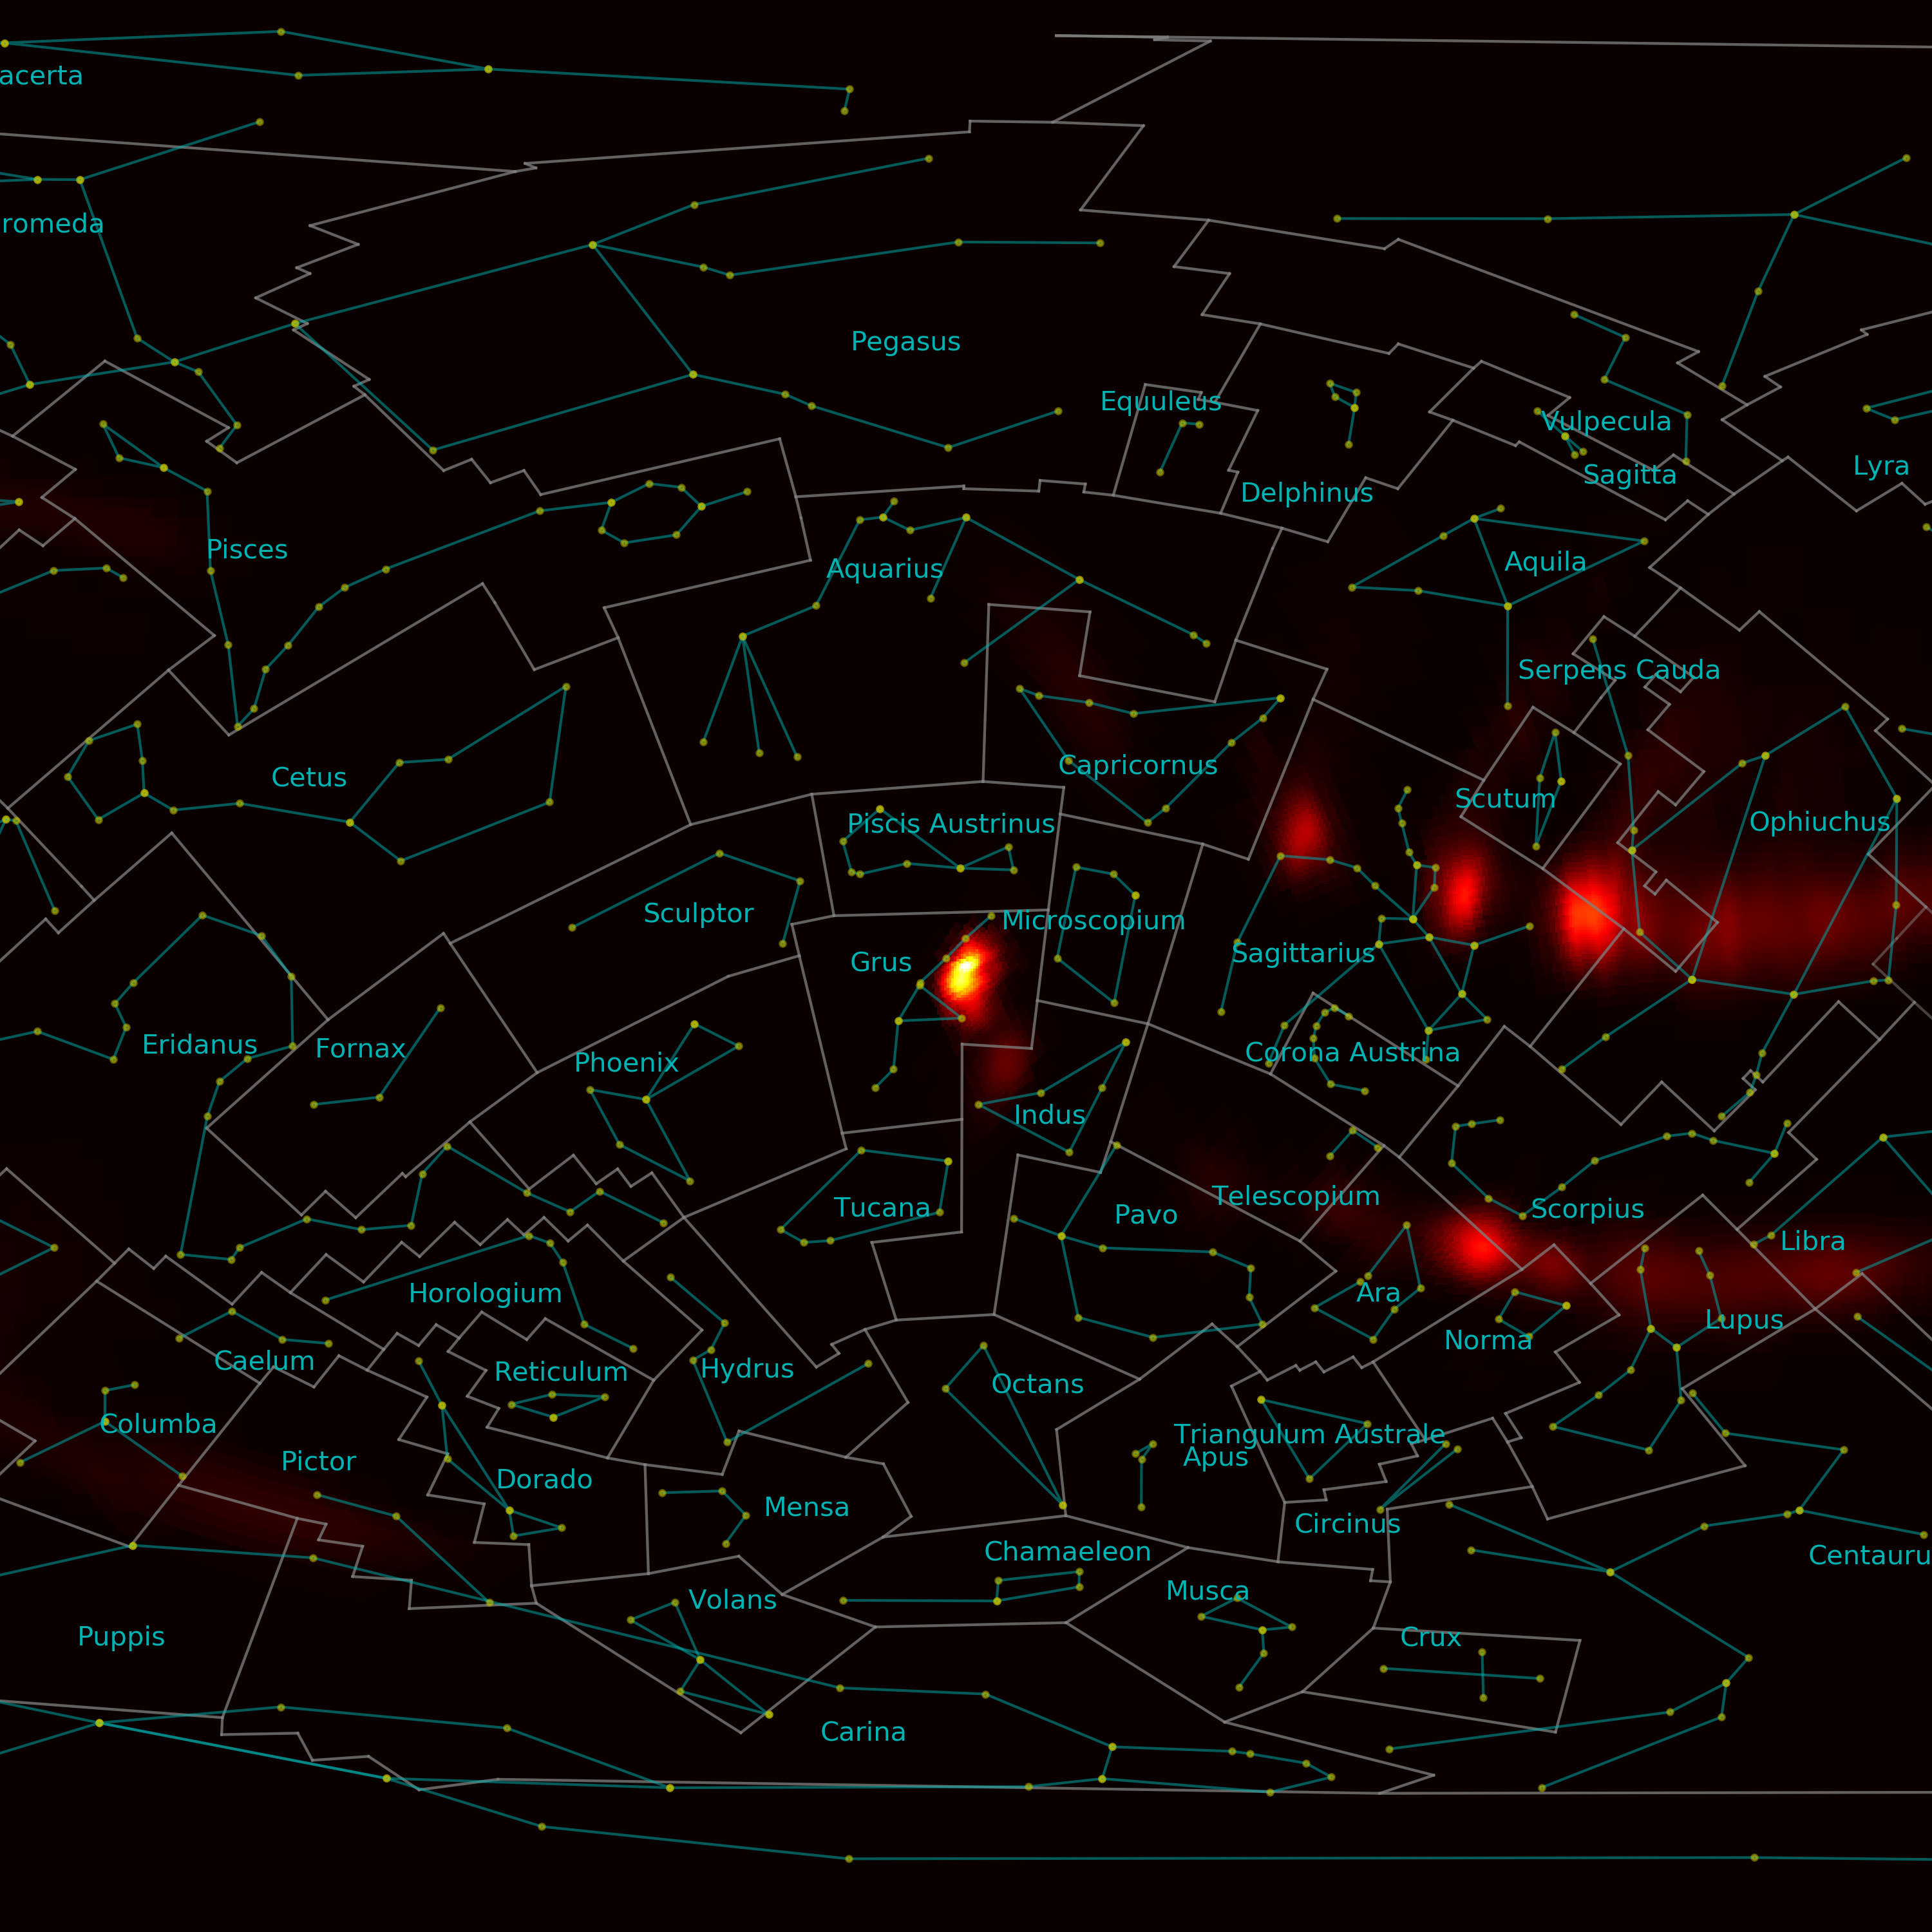 acerta
romeda
Pegasus
Equuleus
Vulpecula
Lyra
Sagitta
Delphinus
Pisces
Aquarius
Aquila
Serpens Cauda
Capricornus
Cetus
Scutum
Piscis Austrinus
Ophiuchus
Sculptor
Microscopium
Grus
Sagittarius
Eridanus
Fornax
Phoenix
Corona Austrina
Indus
Telescopium
Tucana
Pavo
Scorpius
Libra
Horologium
Ara
Lupus
Norma
Caelum
Reticulum
Hydrus
Octans
Columba
Triangulum Australe
Apus
Pictor
Dorado
Mensa
Circinus
Chamaeleon
Centauru
Musca
Volans
Puppis
Crux
Carina